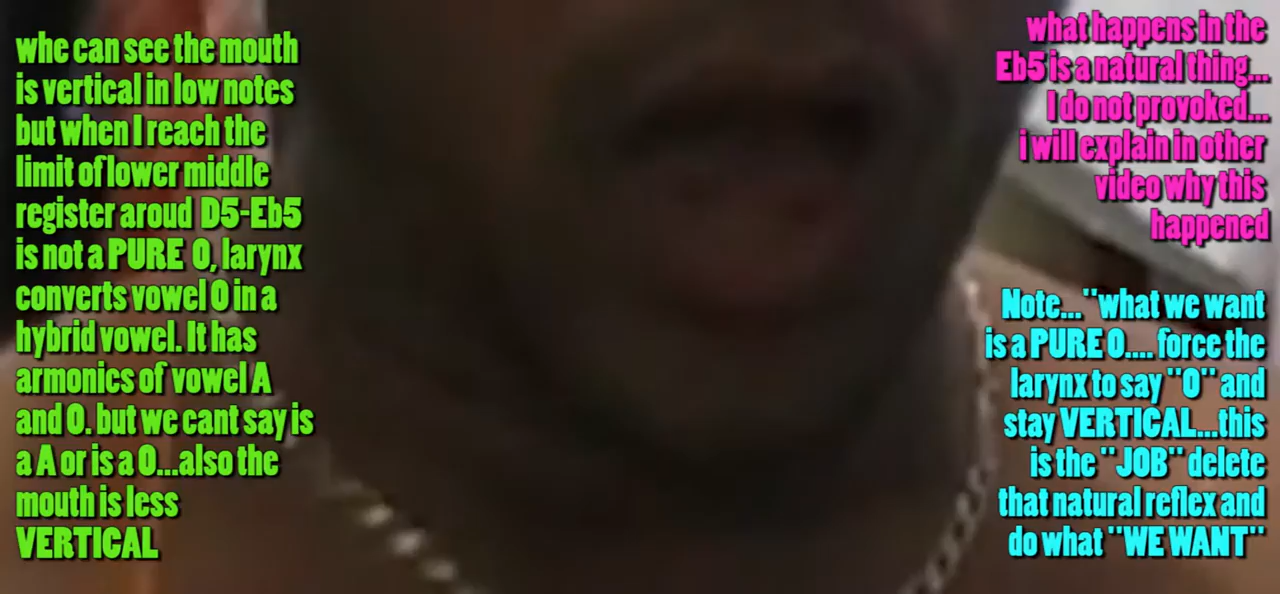 whe can see the mouth
is vertical in low notes
but when I reach the
limit of lower middle
register aroud D5-Eb5
is not a PURE O, larynx
converts vowel O in a
hybrid vowel. It has
armonics of vowel A
and O. but we cant say is
a A or is a O...also the
mouth is less
VERTICAL
what happens in the
Eb5 is a natural thing...
I do not provoked...
i will explain in other
video why this
happened
Note..."what we want
is a PURE O.... force the
larynx to say "O" and
stay VERTICAL...this
is the "JOB" delete
that natural reflex and
do what "WE WANT"